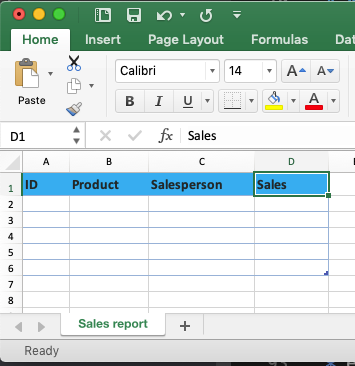 Home Insert Page Layout Formulas Dat
Paste
Calibri 14 A A
B I U A
D1 fx Sales
A B C D
1 ID Product Salesperson Sales
2
3
4
5
6
7
8
Sales report +
Ready